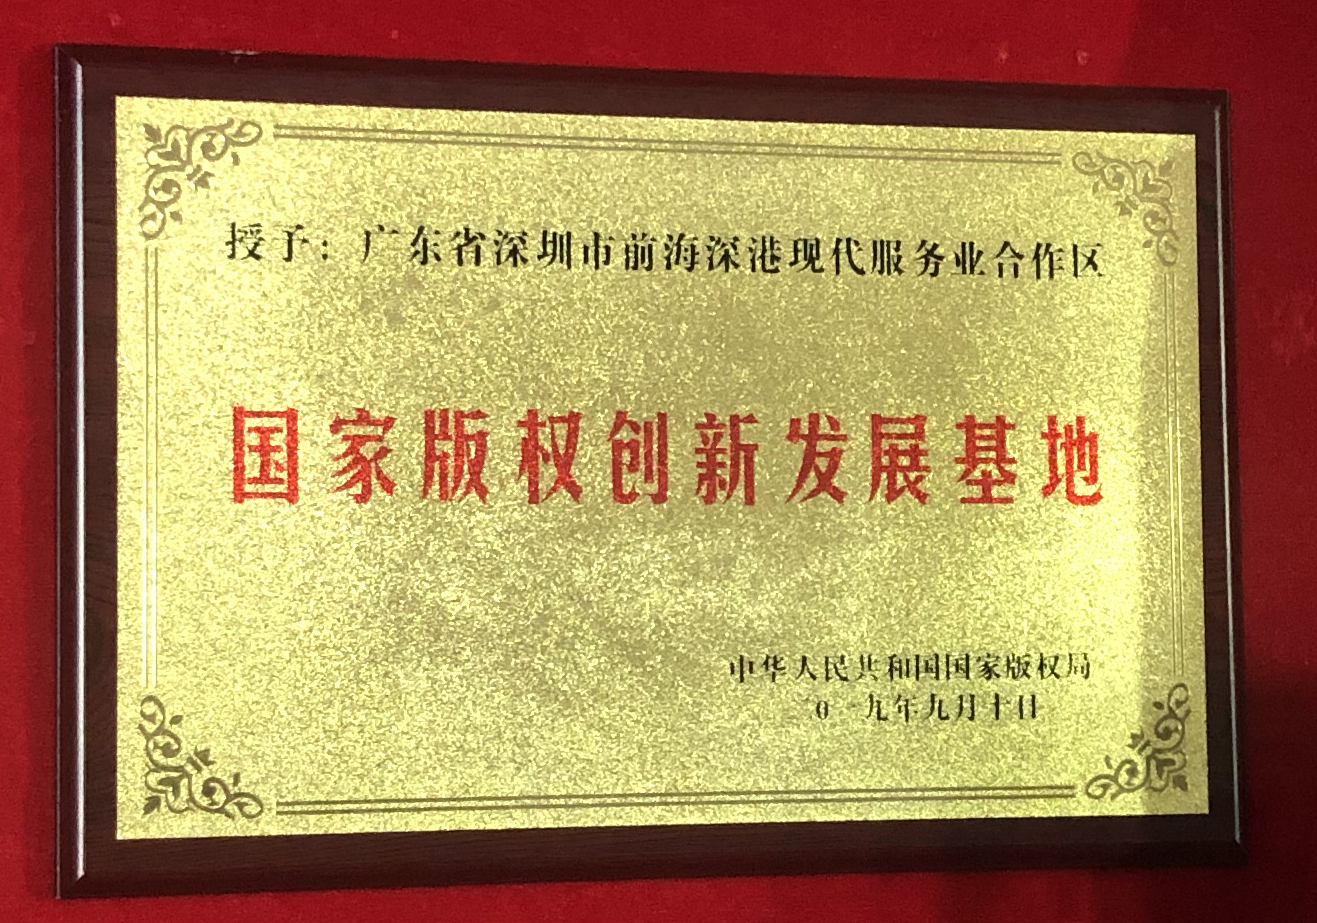 授予：广东省深圳市前海深港现代服务业合作区
国家版权创新发展基地
中华人民共和国国家版权局
二0一九年九月十日